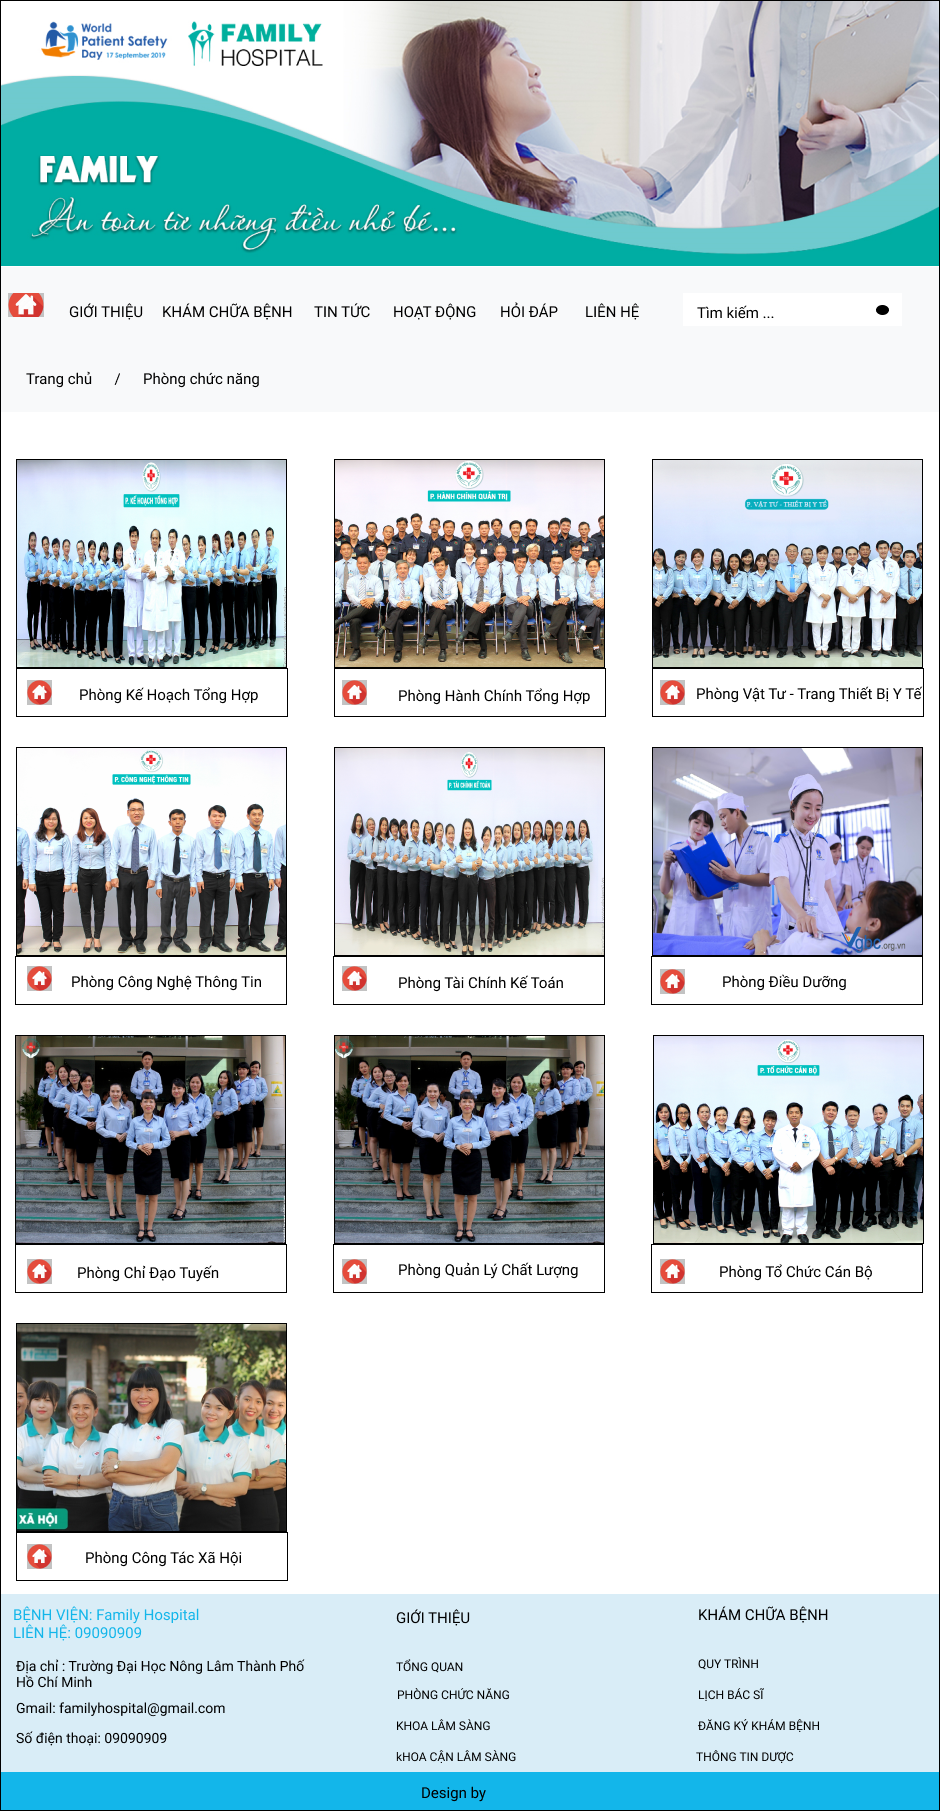 World
Patient Safety
Day 17 September 2019
FAMILY
HOSPITAL
FAMILY
An toàn từ những điều nhỏ bé...
GIỚI THIỆU KHÁM CHỮA BỆNH TIN TỨC HOẠT ĐỘNG HỎI ĐÁP LIÊN HỆ Tìm kiếm ...
Trang chủ / Phòng chức năng
P. KẾ HOẠCH TỔNG HỢP
P. HÀNH CHÍNH QUẢN TRỊ
P. VẬT TƯ - THIẾT BỊ Y TẾ
Phòng Kế Hoạch Tổng Hợp
Phòng Hành Chính Tổng Hợp
Phòng Vật Tư - Trang Thiết Bị Y Tế
P. CÔNG NGHỆ THÔNG TIN
P. TÀI CHÍNH KẾ TOÁN
.org.vn
Phòng Công Nghệ Thông Tin
Phòng Tài Chính Kế Toán
Phòng Điều Dưỡng
P. TỔ CHỨC CÁN BỘ
Phòng Chỉ Đạo Tuyến
Phòng Quản Lý Chất Lượng
Phòng Tổ Chức Cán Bộ
XÃ HỘI
Phòng Công Tác Xã Hội
BỆNH VIỆN: Family Hospital
LIÊN HỆ: 09090909
Địa chỉ : Trường Đại Học Nông Lâm Thành Phố
Hồ Chí Minh
Gmail: familyhospital@gmail.com
Số điện thoại: 09090909
GIỚI THIỆU
TỔNG QUAN
PHÒNG CHỨC NĂNG
KHOA LÂM SÀNG
kHOA CẬN LÂM SÀNG
KHÁM CHỮA BỆNH
QUY TRÌNH
LỊCH BÁC SĨ
ĐĂNG KÝ KHÁM BỆNH
THÔNG TIN DƯỢC
Design by